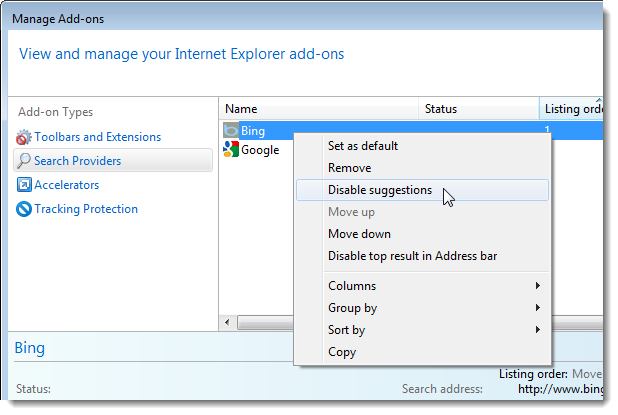 Manage Add-ons
View and manage your Internet Explorer add-ons
Add-on Types
Toolbars and Extensions
Search Providers
Accelerators
Tracking Protection
Name Status Listing orde
Bing 1
Google
Set as default
Remove
Disable suggestions
Move up
Move down
Disable top result in Address bar
Columns
Group by
Sort by
Copy
Bing
Listing order: Move
Status: Search address: http://www.bing